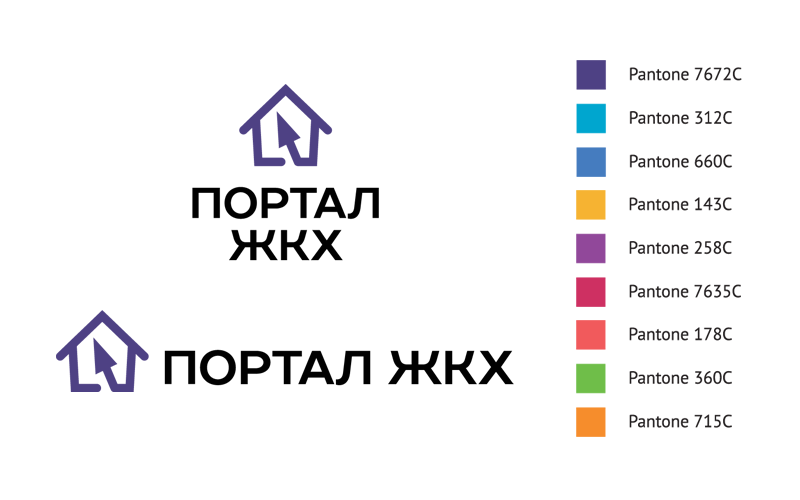 ПОРТАЛ
ЖКХ
ПОРТАЛ ЖКХ
Pantone 7672C
Pantone 312C
Pantone 660C
Pantone 143C
Pantone 258C
Pantone 7635C
Pantone 178C
Pantone 360C
Pantone 715C